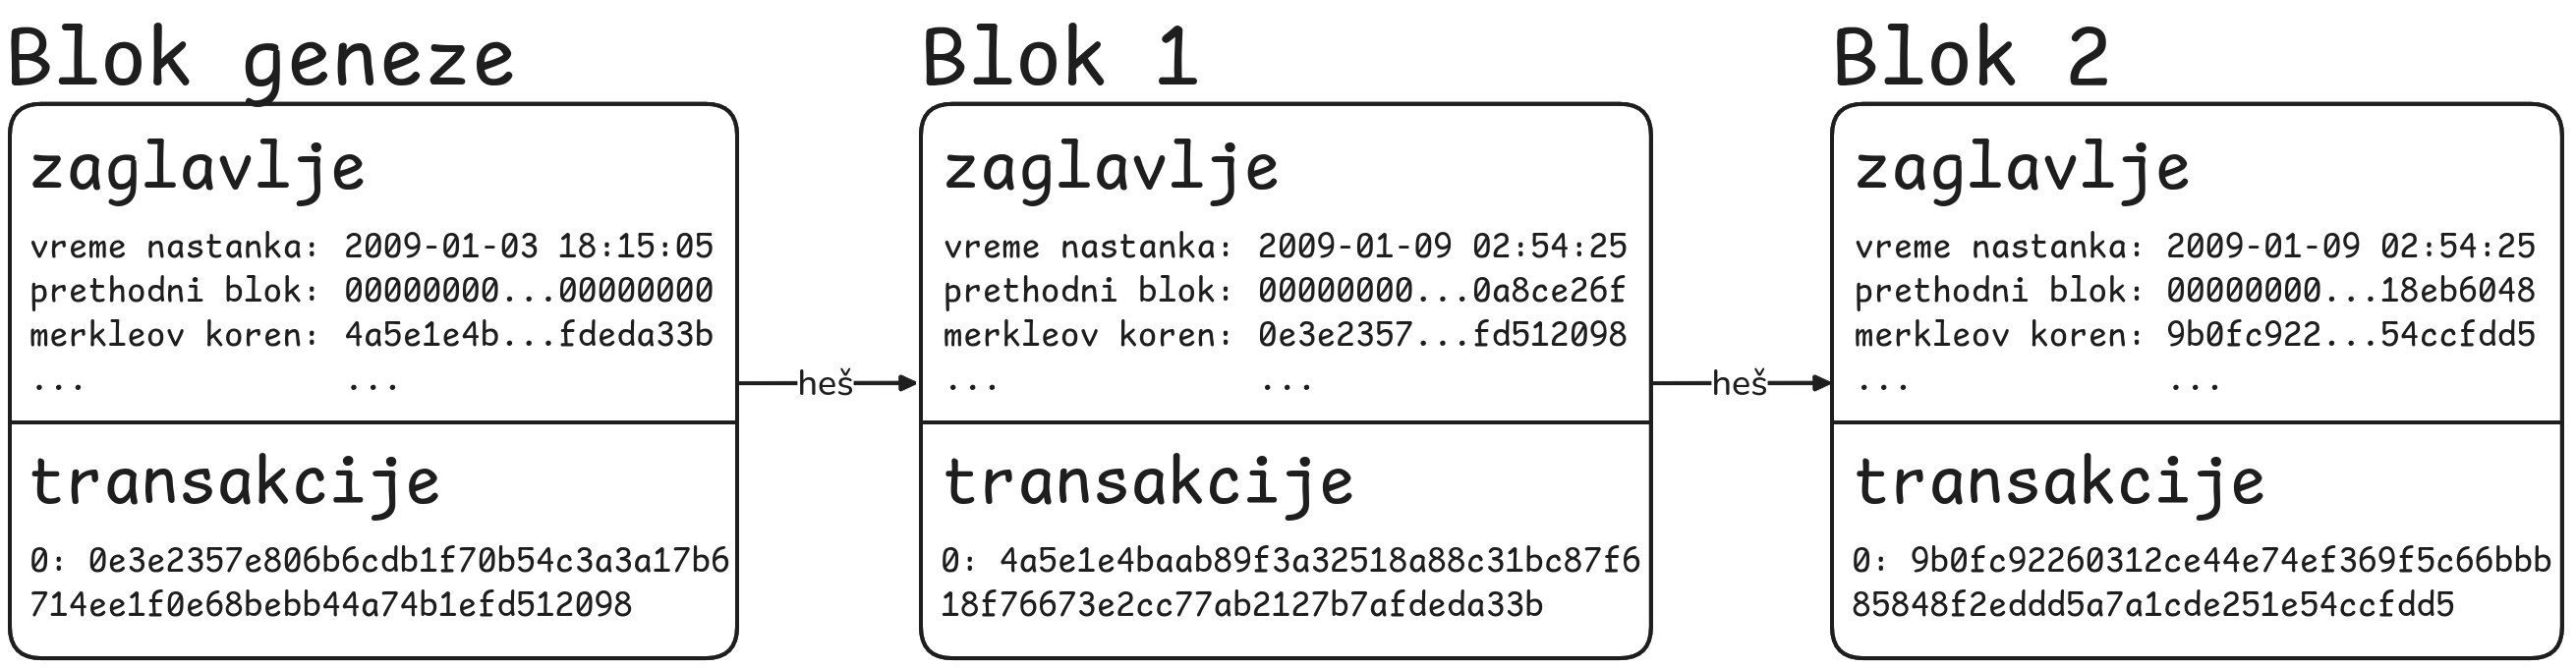 Blok geneze
zaglavlje
vreme nastanka: 2009-01-03 18:15:05
prethodni blok: 00000000...00000000
merkleov koren: 4a5e1e4b...fdeda33b
... ...
transakcije
0: 0e3e2357e806b6cdb1f70b54c3a3a17b6
714ee1f0e68bebb44a74b1efd512098
heš
Blok 1
zaglavlje
vreme nastanka: 2009-01-09 02:54:25
prethodni blok: 00000000...0a8ce26f
merkleov koren: 0e3e2357...fd512098
... ...
transakcije
0: 4a5e1e4baab89f3a32518a88c31bc87f6
18f76673e2cc77ab2127b7afdeda33b
heš
Blok 2
zaglavlje
vreme nastanka: 2009-01-09 02:54:25
prethodni blok: 00000000...18eb6048
merkleov koren: 9b0fc922...54ccfdd5
... ...
transakcije
0: 9b0fc92260312ce44e74ef369f5c66bbb
85848f2eddd5a7a1cde251e54ccfdd5